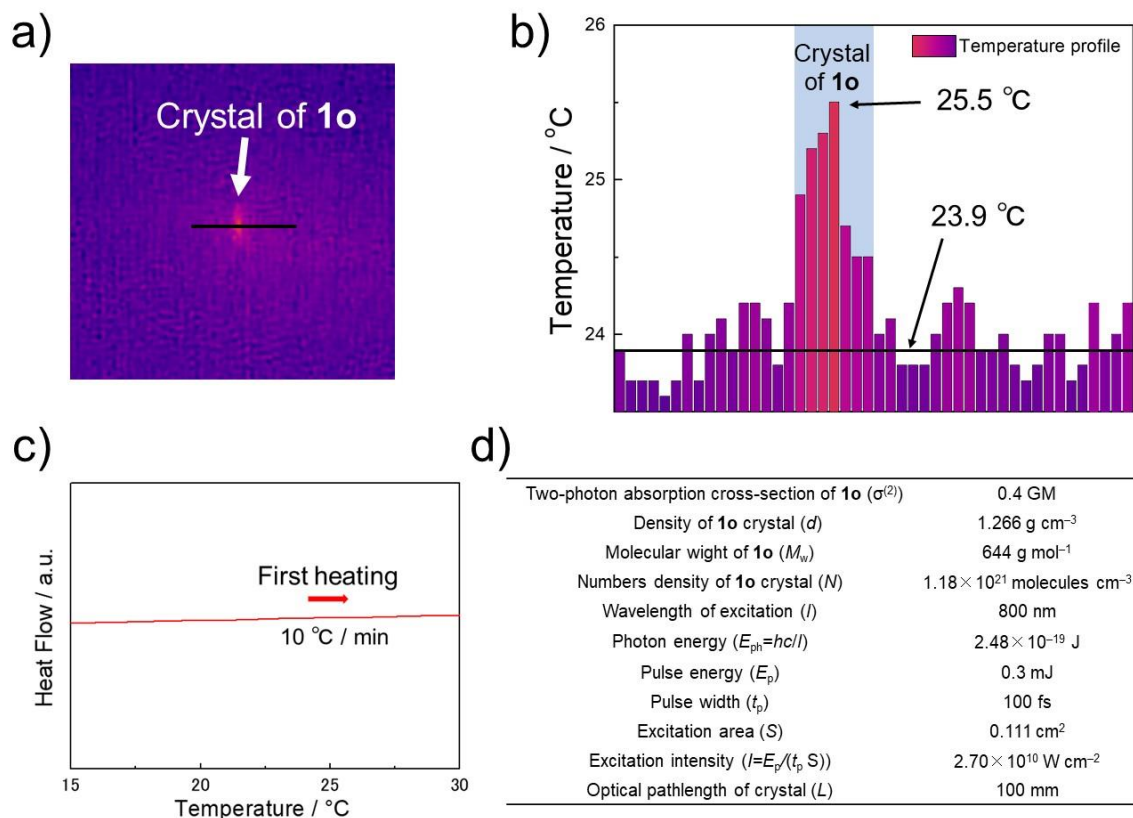 a)
Crystal of 1o
b)
26
25
24
Temperature / °C
Crystal
of 1o
Temperature profile
25.5 °C
23.9 °C
c)
Heat Flow / a.u.
First heating
10 °C / min
15 20 25 30
Temperature / °C
d)
Two-photon absorption cross-section of 1o (σ(2)) 0.4 GM
Density of 1o crystal (d) 1.266 g cm−3
Molecular wight of 1o (Mw) 644 g mol−1
Numbers density of 1o crystal (N) 1.18×10²¹ molecules cm−3
Wavelength of excitation (l) 800 nm
Photon energy (Eph=hc/l) 2.48×10−19 J
Pulse energy (Ep) 0.3 mJ
Pulse width (tp) 100 fs
Excitation area (S) 0.111 cm2
Excitation intensity (I=Ep/(tp S)) 2.70×10¹⁰ W cm−2
Optical pathlength of crystal (L) 100 mm